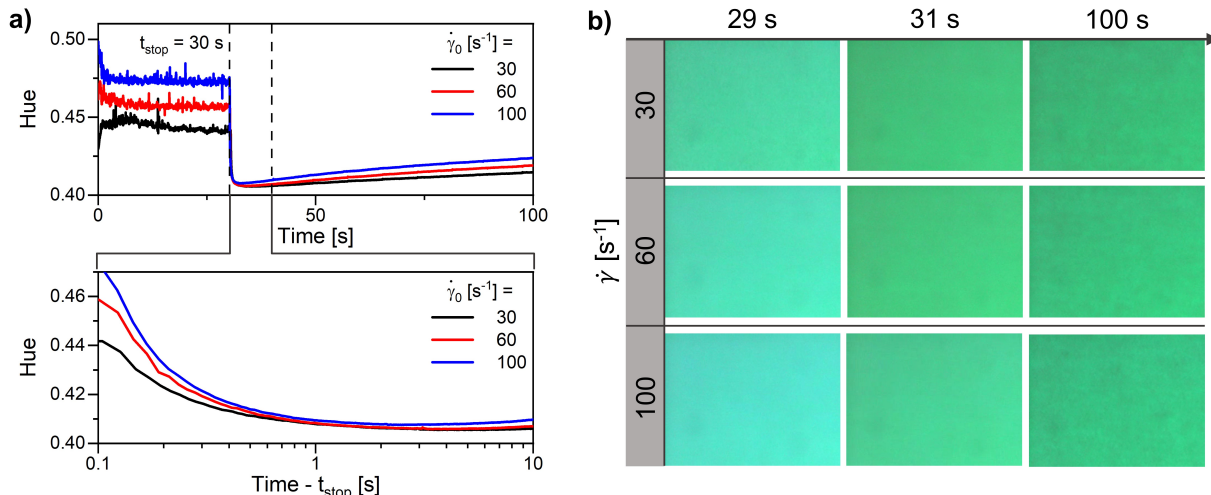 a)
0.50
0.45
0.40
Hue
t_stop = 30 s
γ̇₀ [s⁻¹] =
30
60
100
0
50
100
Time [s]
0.46
0.44
0.42
0.40
Hue
γ̇₀ [s⁻¹] =
30
60
100
0.1
1
10
Time - t_stop [s]
b)
29 s
31 s
100 s
γ̇ [s⁻¹]
30
60
100